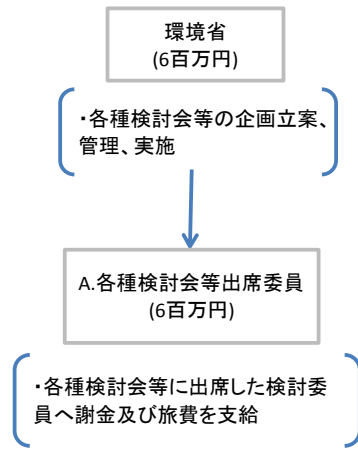 環境省
(6百万円)
・各種検討会等の企画立案、
管理、実施
A.各種検討会等出席委員
(6百万円)
・各種検討会等に出席した検討委
員へ謝金及び旅費を支給